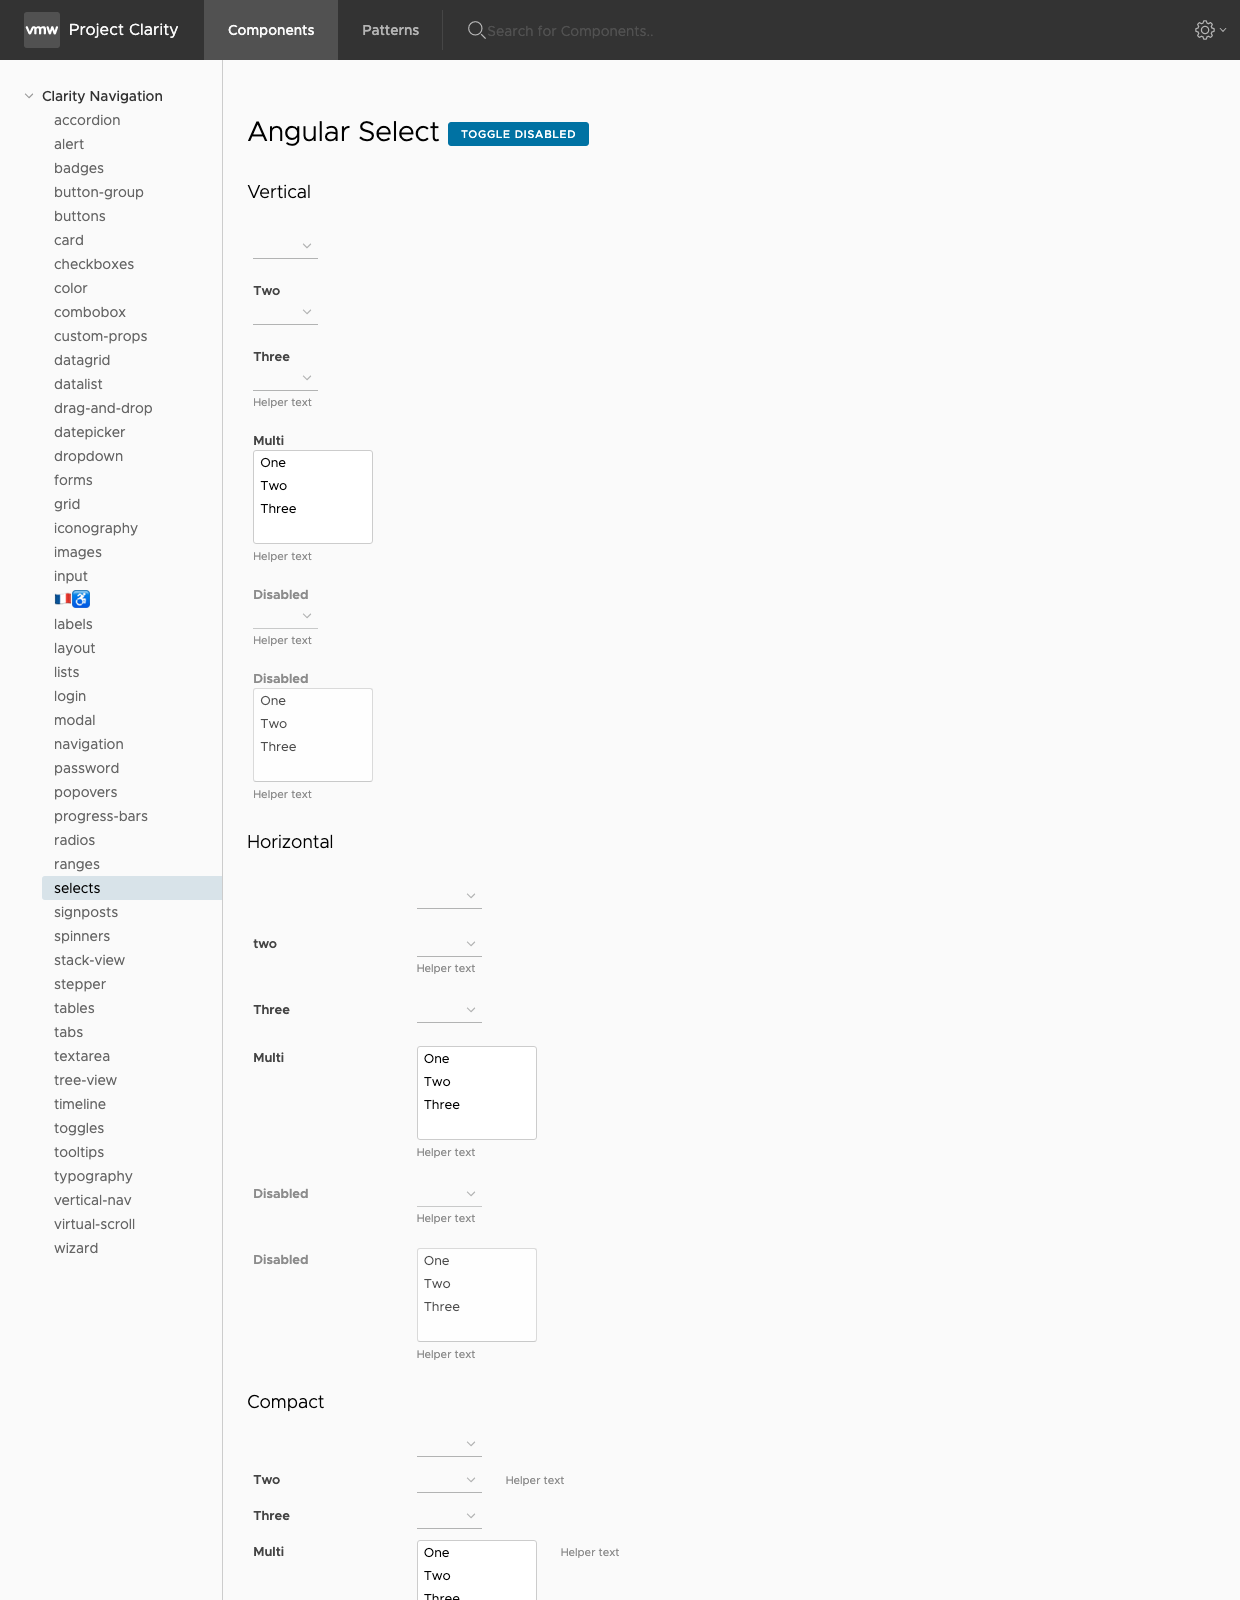 vmw Project Clarity Components Patterns Search for Components..
Clarity Navigation
accordion
alert
badges
button-group
buttons
card
checkboxes
color
combobox
custom-props
datagrid
datalist
drag-and-drop
datepicker
dropdown
forms
grid
iconography
images
input
🇫🇷♿
labels
layout
lists
login
modal
navigation
password
popovers
progress-bars
radios
ranges
selects
signposts
spinners
stack-view
stepper
tables
tabs
textarea
tree-view
timeline
toggles
tooltips
typography
vertical-nav
virtual-scroll
wizard
Angular Select TOGGLE DISABLED
Vertical
Two
Three
Helper text
Multi
One
Two
Three
Helper text
Disabled
Helper text
Disabled
One
Two
Three
Helper text
Horizontal
two
Helper text
Three
Multi One
Two
Three
Helper text
Disabled
Helper text
Disabled One
Two
Three
Helper text
Compact
Two Helper text
Three
Multi One Helper text
Two
Three